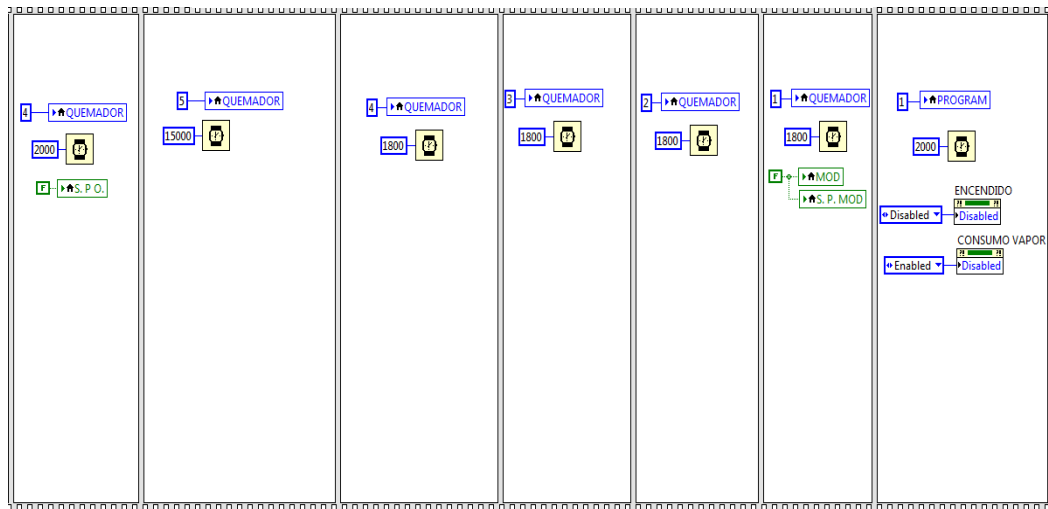 4 QUEMADOR
2000
F S. P O.
5 QUEMADOR
15000
4 QUEMADOR
1800
3 QUEMADOR
1800
2 QUEMADOR
1800
1 QUEMADOR
1800
F MOD
S. P. MOD
1 PROGRAM
2000
ENCENDIDO
Disabled Disabled
CONSUMO VAPOR
Enabled Disabled